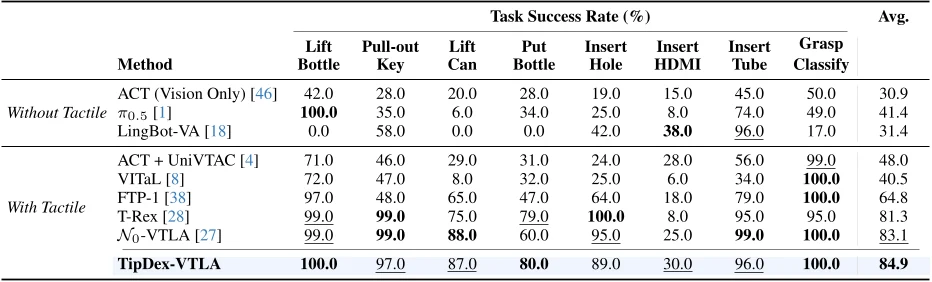 Task Success Rate (%) Avg.
Method Lift Bottle Pull-out Key Lift Can Put Bottle Insert Hole Insert HDMI Insert Tube Grasp Classify
Without Tactile
ACT (Vision Only) [46] 42.0 28.0 20.0 28.0 19.0 15.0 45.0 50.0 30.9
π0.5 [1] 100.0 35.0 6.0 34.0 25.0 8.0 74.0 49.0 41.4
LingBot-VA [18] 0.0 58.0 0.0 0.0 42.0 38.0 96.0 17.0 31.4
With Tactile
ACT + UniVTAC [4] 71.0 46.0 29.0 31.0 24.0 28.0 56.0 99.0 48.0
VITaL [8] 72.0 47.0 8.0 32.0 25.0 6.0 34.0 100.0 40.5
FTP-1 [38] 97.0 48.0 65.0 47.0 64.0 18.0 79.0 100.0 64.8
T-Rex [28] 99.0 99.0 75.0 79.0 100.0 8.0 95.0 95.0 81.3
N0-VTLA [27] 99.0 99.0 88.0 60.0 95.0 25.0 99.0 100.0 83.1
TipDex-VTLA 100.0 97.0 87.0 80.0 89.0 30.0 96.0 100.0 84.9